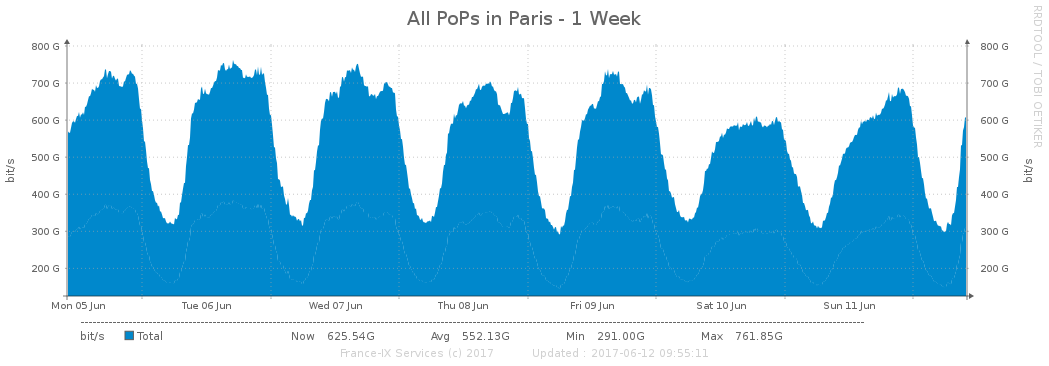 All PoPs in Paris - 1 Week
RRDTOOL / TOBI OETIKER
800 G 800 G
700 G 700 G
600 G 600 G
500 G 500 G
400 G 400 G
300 G 300 G
200 G 200 G
bit/s
bit/s
Mon 05 Jun Tue 06 Jun Wed 07 Jun Thu 08 Jun Fri 09 Jun Sat 10 Jun Sun 11 Jun
bit/s Total Now 625.54G Avg 552.13G Min 291.00G Max 761.85G
France-IX Services (c) 2017 Updated : 2017-06-12 09:55:11